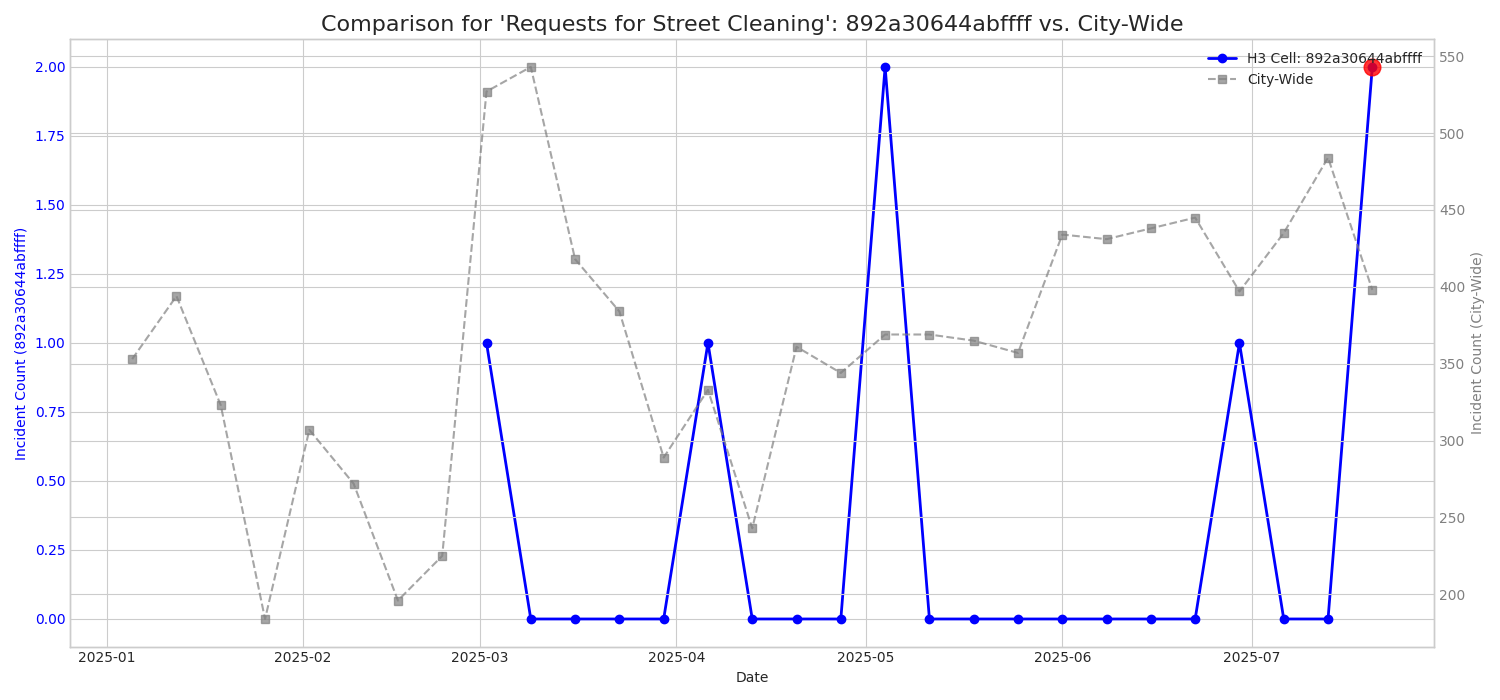 Comparison for 'Requests for Street Cleaning': 892a30644abffff vs. City-Wide
H3 Cell: 892a30644abffff
City-Wide
Incident Count (892a30644abffff)
2.00
1.75
1.50
1.25
1.00
0.75
0.50
0.25
0.00
550
500
450
400
350
300
250
200
Incident Count (City-Wide)
2025-01 2025-02 2025-03 2025-04 2025-05 2025-06 2025-07
Date